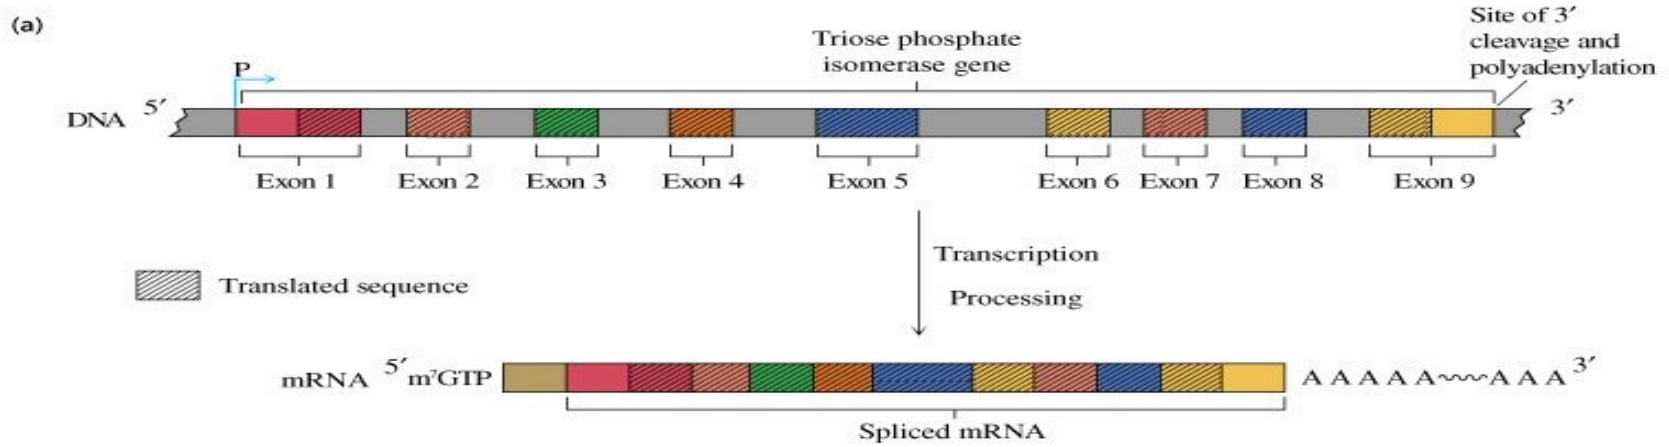 (a)
Triose phosphate
isomerase gene
Site of 3′
cleavage and
polyadenylation
P
DNA 5′ 3′
Exon 1 Exon 2 Exon 3 Exon 4 Exon 5 Exon 6 Exon 7 Exon 8 Exon 9
Transcription
Processing
Translated sequence
mRNA 5′ m⁷GTP A A A A A~~~A A A 3′
Spliced mRNA